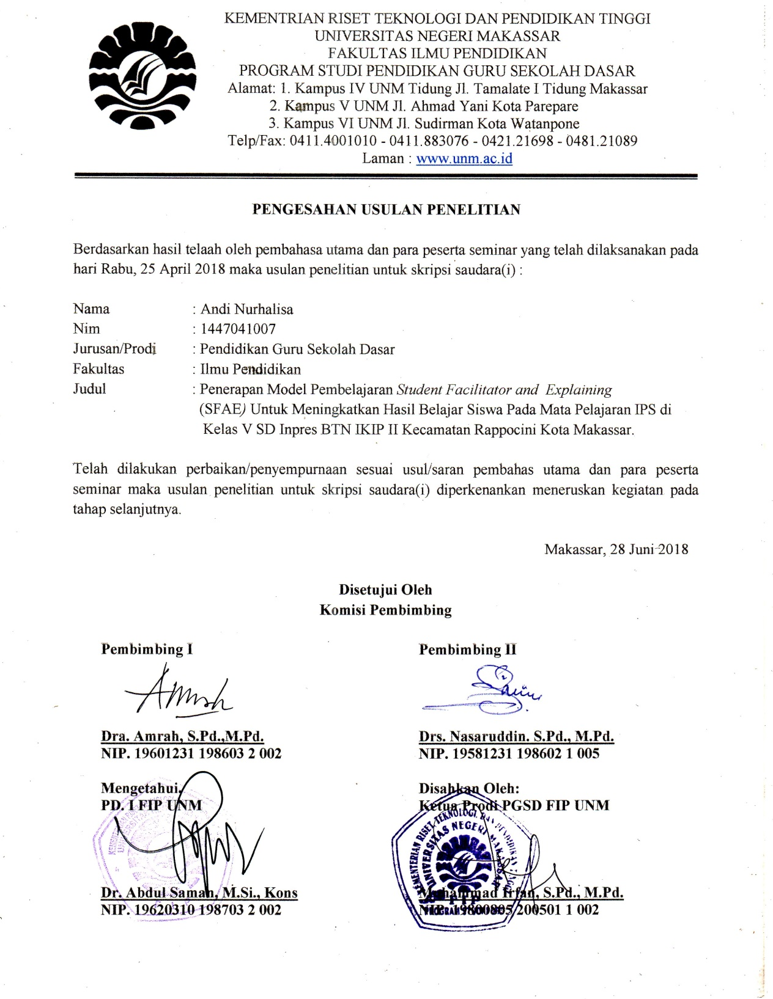 KEMENTRIAN RISET TEKNOLOGI DAN PENDIDIKAN TINGGI
UNIVERSITAS NEGERI MAKASSAR
FAKULTAS ILMU PENDIDIKAN
PROGRAM STUDI PENDIDIKAN GURU SEKOLAH DASAR
Alamat: 1. Kampus IV UNM Tidung Jl. Tamalate I Tidung Makassar
2. Kampus V UNM Jl. Ahmad Yani Kota Parepare
3. Kampus VI UNM Jl. Sudirman Kota Watanpone
Telp/Fax: 0411.4001010 - 0411.883076 - 0421.21698 - 0481.21089
Laman : www.unm.ac.id
PENGESAHAN USULAN PENELITIAN
Berdasarkan hasil telaah oleh pembahasa utama dan para peserta seminar yang telah dilaksanakan pada
hari Rabu, 25 April 2018 maka usulan penelitian untuk skripsi saudara(i) :
Nama : Andi Nurhalisa
Nim : 1447041007
Jurusan/Prodi : Pendidikan Guru Sekolah Dasar
Fakultas : Ilmu Pendidikan
Judul : Penerapan Model Pembelajaran Student Facilitator and Explaining
(SFAE) Untuk Meningkatkan Hasil Belajar Siswa Pada Mata Pelajaran IPS di
Kelas V SD Inpres BTN IKIP II Kecamatan Rappocini Kota Makassar.
Telah dilakukan perbaikan/penyempurnaan sesuai usul/saran pembahas utama dan para peserta
seminar maka usulan penelitian untuk skripsi saudara(i) diperkenankan meneruskan kegiatan pada
tahap selanjutnya.
Makassar, 28 Juni 2018
Disetujui Oleh
Komisi Pembimbing
Pembimbing I Pembimbing II
Dra. Amrah, S.Pd.,M.Pd. Drs. Nasaruddin. S.Pd., M.Pd.
NIP. 19601231 198603 2 002 NIP. 19581231 198602 1 005
Mengetahui, Disahkan Oleh:
PD. I FIP UNM Ketua Prodi PGSD FIP UNM
KEMENTERIAN RISET, TEKNOLOGI, DAN PENDIDIKAN TINGGI
UNIVERSITAS NEGERI MAKASSAR
FIP
PROGRAM
Dr. Abdul Saman, M.Si., Kons Muhammad Irfan, S.Pd., M.Pd.
NIP. 19620310 198703 2 002 NIP. 19800805 200501 1 002